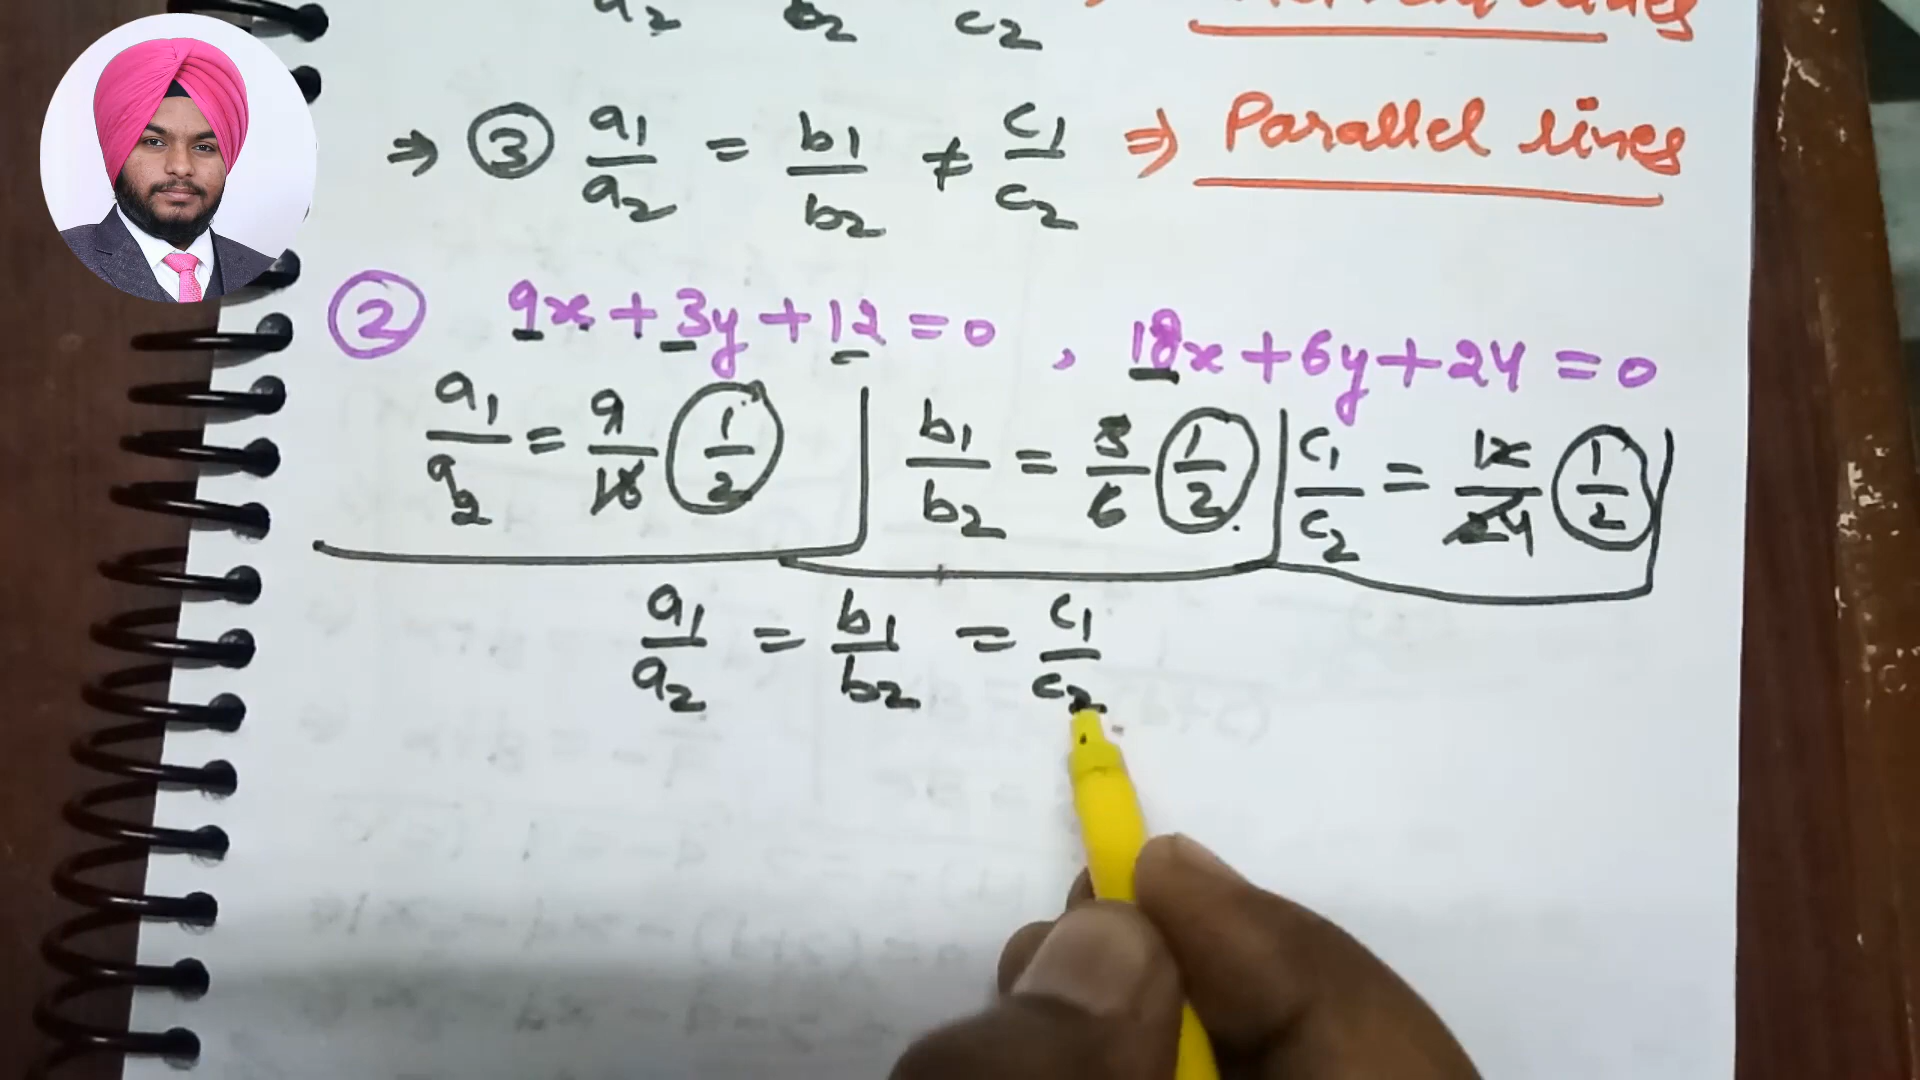 a2 b2 c2
⇒ ③ a1/a2 = b1/b2 ≠ c1/c2 ⇒ Parallel lines
② 9x + 3y + 12 = 0 , 18x + 6y + 24 = 0
a1/a2 = 9/18 1/2 b1/b2 = 3/6 1/2 c1/c2 = 12/24 1/2
a1/a2 = b1/b2 = c1/c2